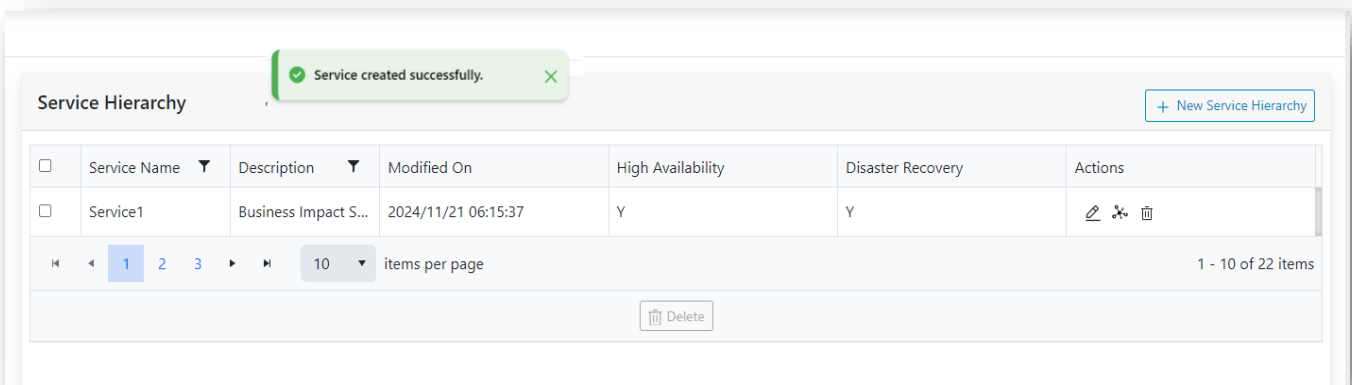 Service created successfully.
Service Hierarchy
+ New Service Hierarchy
Service Name Description Modified On High Availability Disaster Recovery Actions
Service1 Business Impact S... 2024/11/21 06:15:37 Y Y
1 2 3 10 items per page 1 - 10 of 22 items
Delete